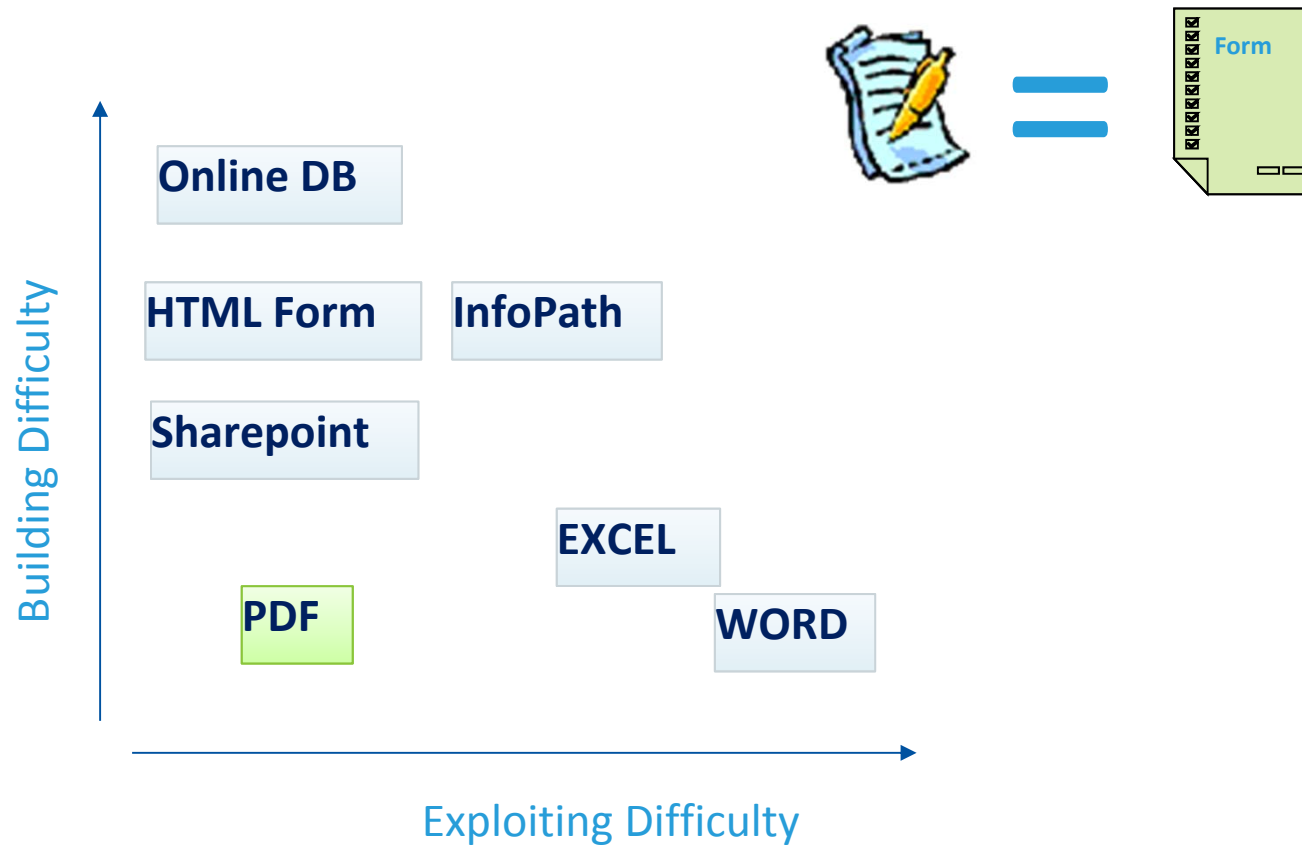 Form
Online DB
HTML Form
InfoPath
Sharepoint
EXCEL
PDF
WORD
Building Difficulty
Exploiting Difficulty